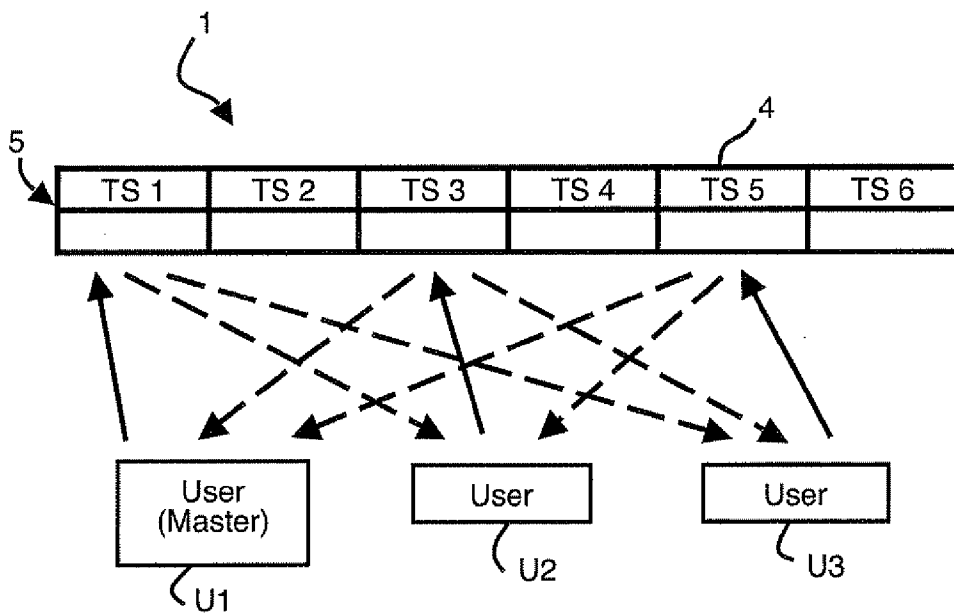 1
4
5
TS 1 TS 2 TS 3 TS 4 TS 5 TS 6
User
(Master)
User
User
U1
U2
U3